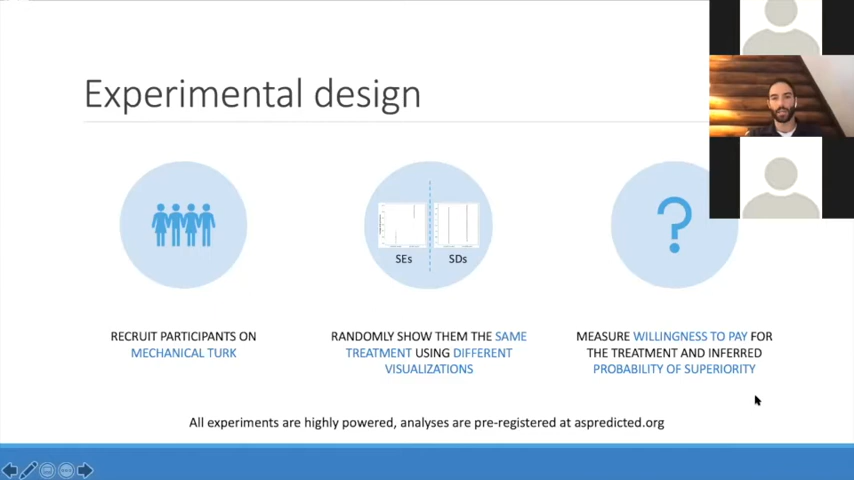 Experimental design
SEs
SDs
?
RECRUIT PARTICIPANTS ON
MECHANICAL TURK
RANDOMLY SHOW THEM THE SAME
TREATMENT USING DIFFERENT
VISUALIZATIONS
MEASURE WILLINGNESS TO PAY FOR
THE TREATMENT AND INFERRED
PROBABILITY OF SUPERIORITY
All experiments are highly powered, analyses are pre-registered at aspredicted.org